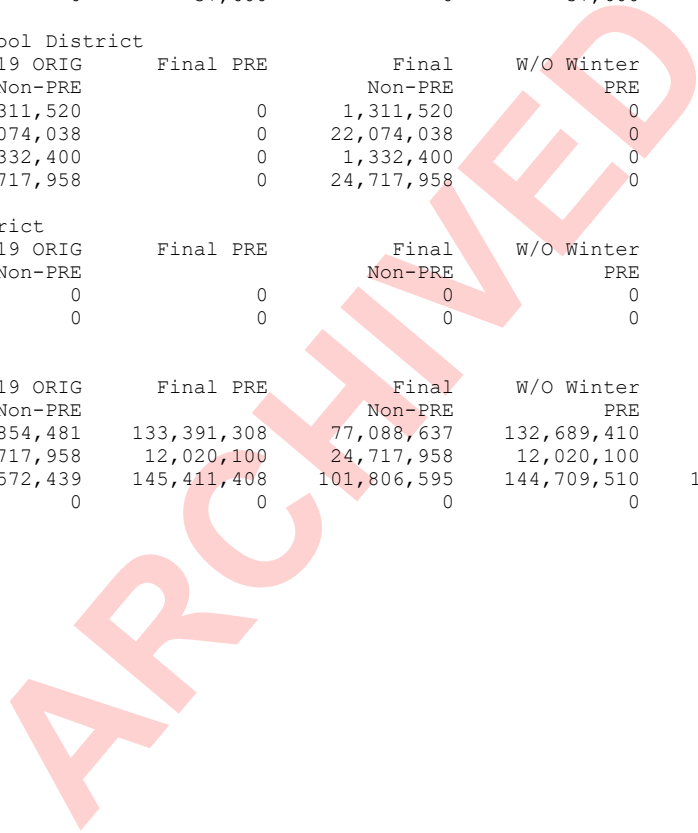 ool District
19 ORIG Final PRE Final W/O Winter
Non-PRE Non-PRE PRE
311,520 0 1,311,520 0
074,038 0 22,074,038 0
332,400 0 1,332,400 0
717,958 0 24,717,958 0
rict
19 ORIG Final PRE Final W/O Winter
Non-PRE Non-PRE PRE
0 0 0 0
0 0 0 0
19 ORIG Final PRE Final W/O Winter
Non-PRE Non-PRE PRE
854,481 133,391,308 77,088,637 132,689,410
717,958 12,020,100 24,717,958 12,020,100
572,439 145,411,408 101,806,595 144,709,510 1
0 0 0 0
ARCHIVED